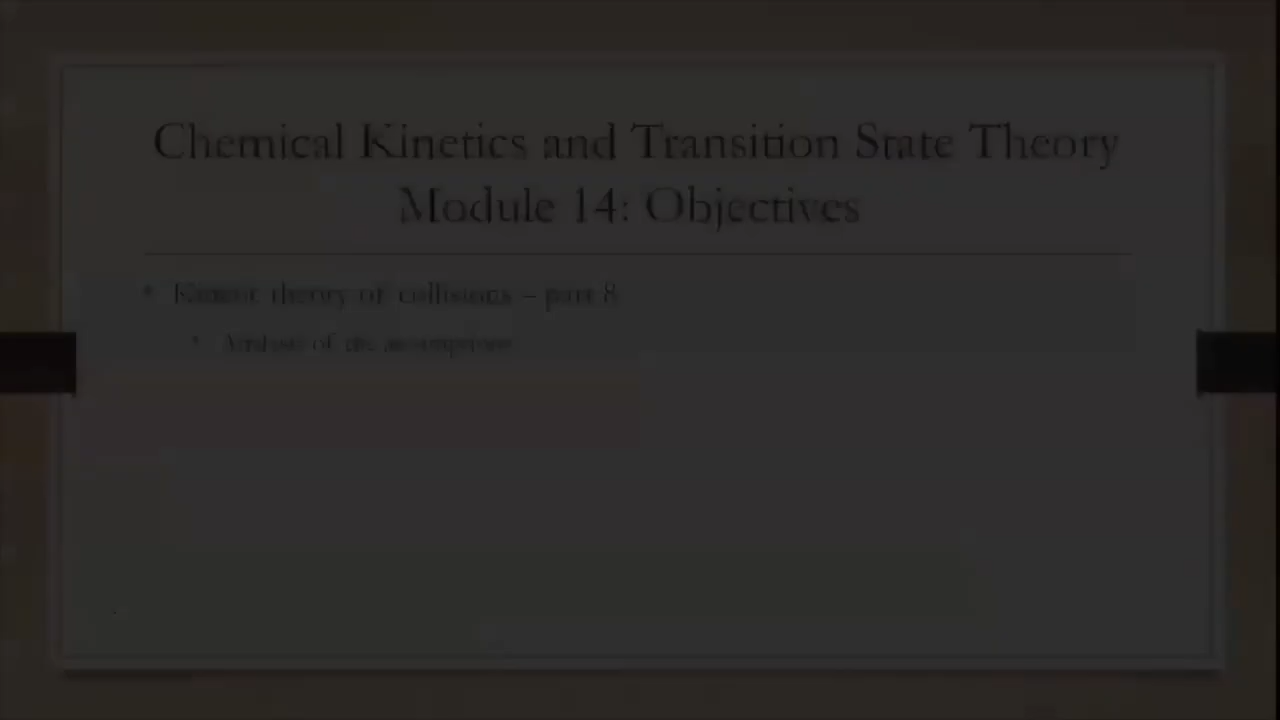 Chemical Kinetics and Transition State Theory
Module 14: Objectives
• Kinetic theory of collisions – part 8
• Analysis of the assumptions